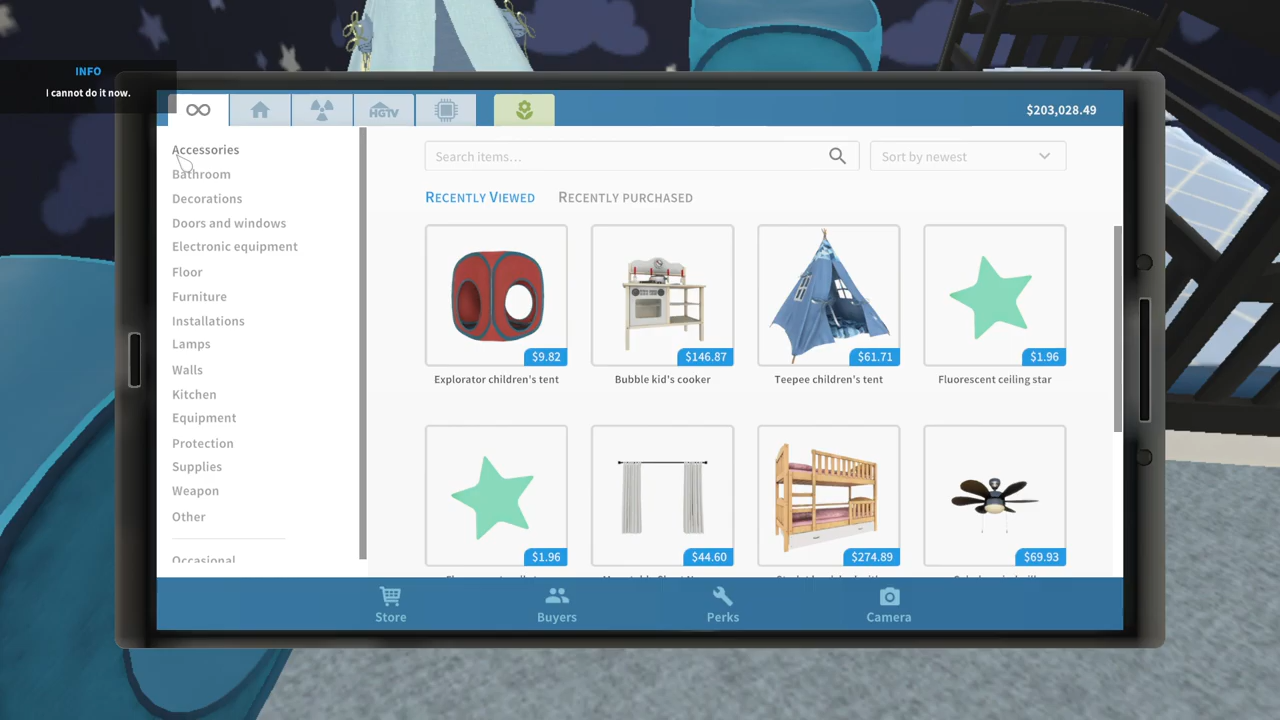 INFO
I cannot do it now.
HGTV
$203,028.49
Accessories
Bathroom
Decorations
Doors and windows
Electronic equipment
Floor
Furniture
Installations
Lamps
Walls
Kitchen
Equipment
Protection
Supplies
Weapon
Other
Occasional
Search items...
Sort by newest
RECENTLY VIEWED
RECENTLY PURCHASED
$9.82
$146.87
$61.71
$1.96
Explorator children's tent
Bubble kid's cooker
Teepee children's tent
Fluorescent ceiling star
$1.96
$44.60
$274.89
$69.93
Store
Buyers
Perks
Camera